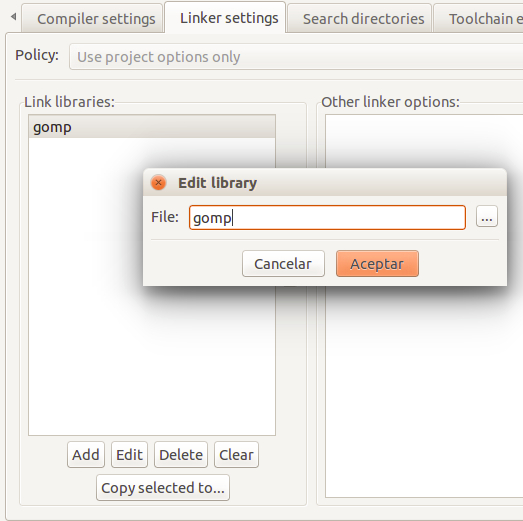 Compiler settings
Linker settings
Search directories
Toolchain e
Policy:
Use project options only
Link libraries:
Other linker options:
gomp
Edit library
File:
gomp
...
Cancelar
Aceptar
Add
Edit
Delete
Clear
Copy selected to...